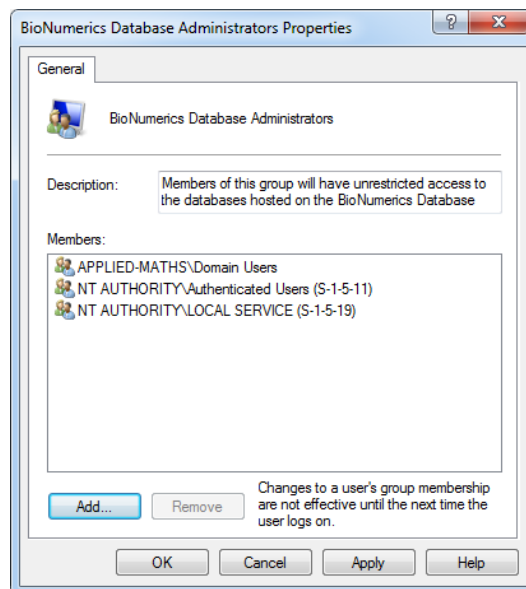 BioNumerics Database Administrators Properties
General
BioNumerics Database Administrators
Description:
Members of this group will have unrestricted access to
the databases hosted on the BioNumerics Database
Members:
APPLIED-MATHS\Domain Users
NT AUTHORITY\Authenticated Users (S-1-5-11)
NT AUTHORITY\LOCAL SERVICE (S-1-5-19)
Add...
Remove
Changes to a user's group membership
are not effective until the next time the
user logs on.
OK
Cancel
Apply
Help